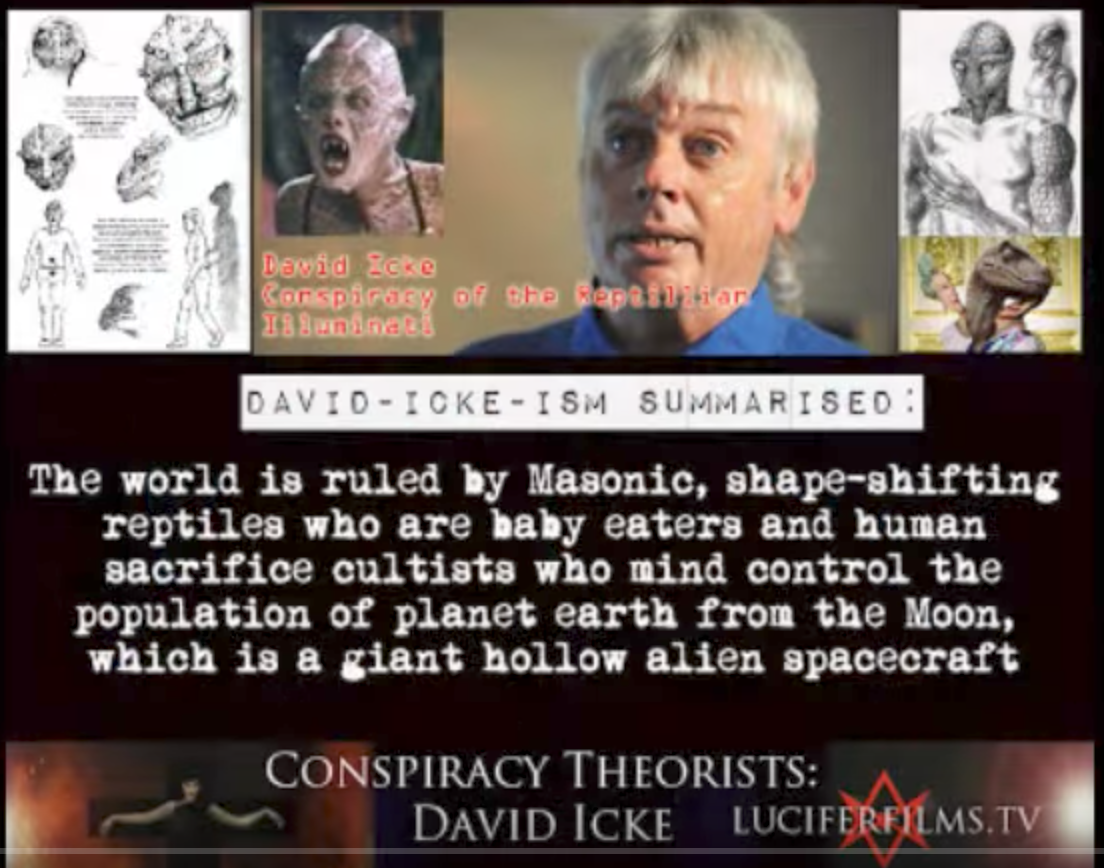 David Icke
Conspiracy of the Reptillian
Illuminati
DAVID-ICKE-ISM SUMMARISED:
The world is ruled by Masonic, shape-shifting
reptiles who are baby eaters and human
sacrifice cultists who mind control the
population of planet earth from the Moon,
which is a giant hollow alien spacecraft
CONSPIRACY THEORISTS:
DAVID ICKE
LUCIFERFILMS.TV